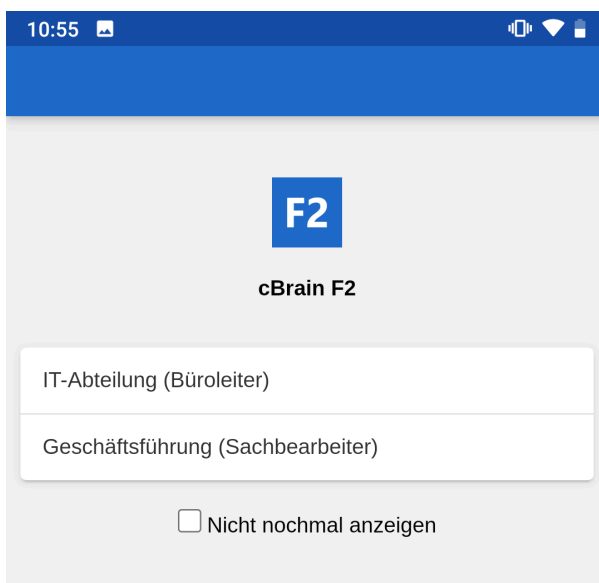 10:55
F2
cBrain F2
IT-Abteilung (Büroleiter)
Geschäftsführung (Sachbearbeiter)
Nicht nochmal anzeigen